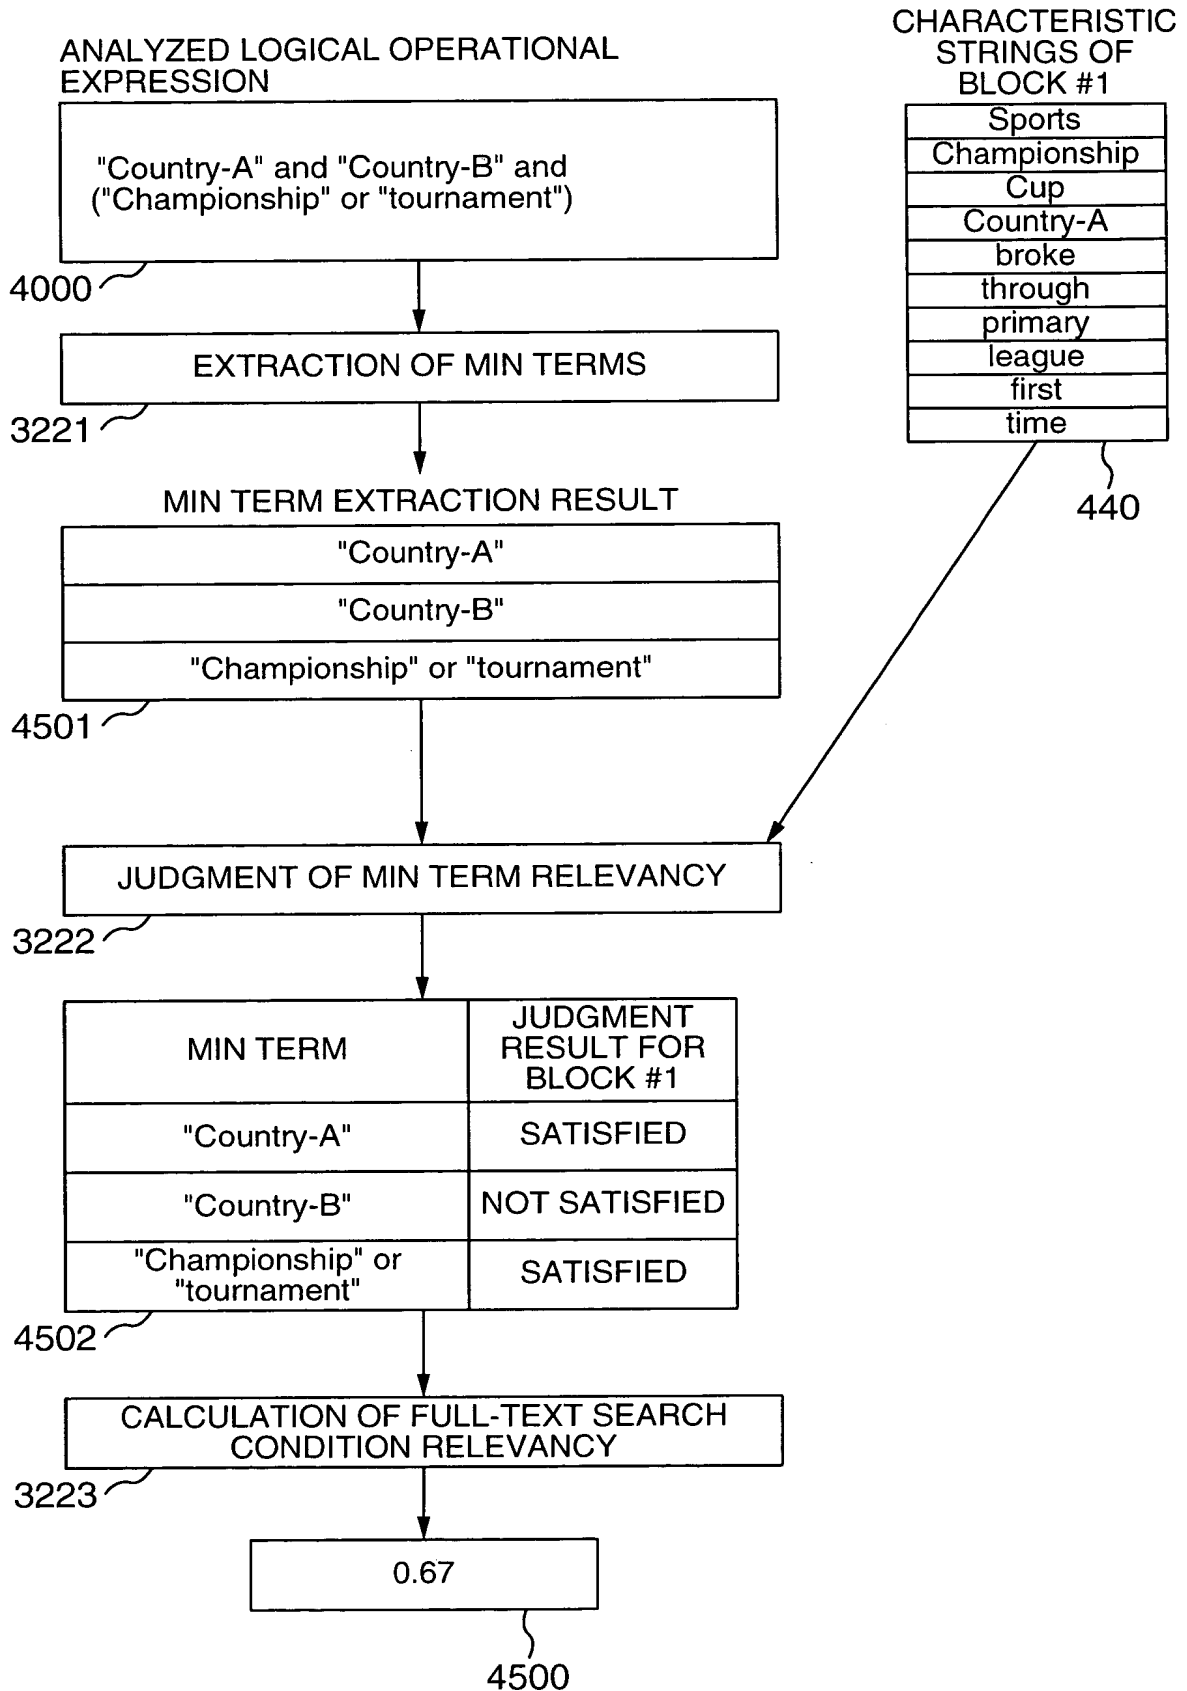 ANALYZED LOGICAL OPERATIONAL
EXPRESSION
"Country-A" and "Country-B" and
("Championship" or "tournament")
4000
CHARACTERISTIC
STRINGS OF
BLOCK #1
Sports
Championship
Cup
Country-A
broke
through
primary
league
first
time
440
EXTRACTION OF MIN TERMS
3221
MIN TERM EXTRACTION RESULT
"Country-A"
"Country-B"
"Championship" or "tournament"
4501
JUDGMENT OF MIN TERM RELEVANCY
3222
MIN TERM
JUDGMENT
RESULT FOR
BLOCK #1
"Country-A"
SATISFIED
"Country-B"
NOT SATISFIED
"Championship" or
"tournament"
SATISFIED
4502
CALCULATION OF FULL-TEXT SEARCH
CONDITION RELEVANCY
3223
0.67
4500